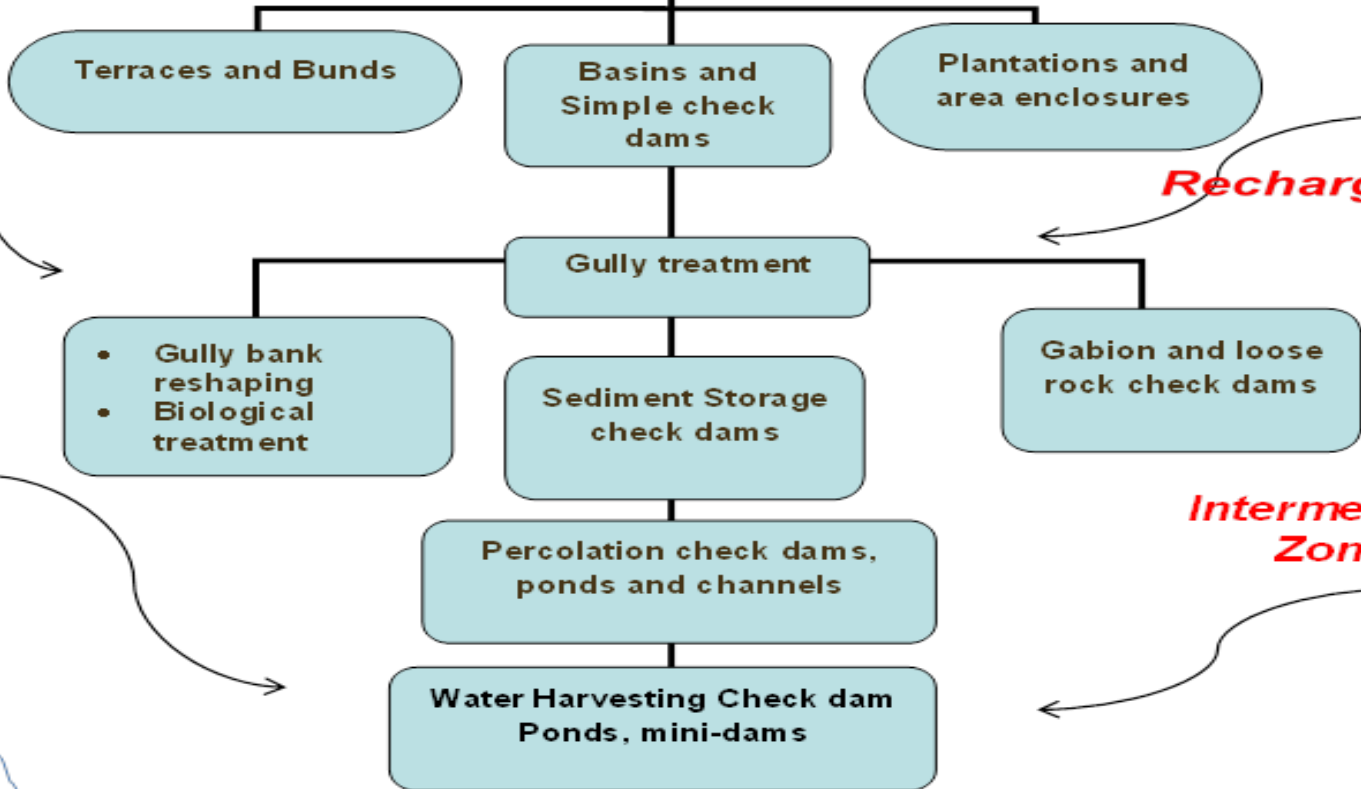 Terraces and Bunds
Basins and
Simple check
dams
Plantations and
area enclosures
Gully treatment
• Gully bank
reshaping
• Biological
treatment
Sediment Storage
check dams
Gabion and loose
rock check dams
Percolation check dams,
ponds and channels
Water Harvesting Check dam
Ponds, mini-dams